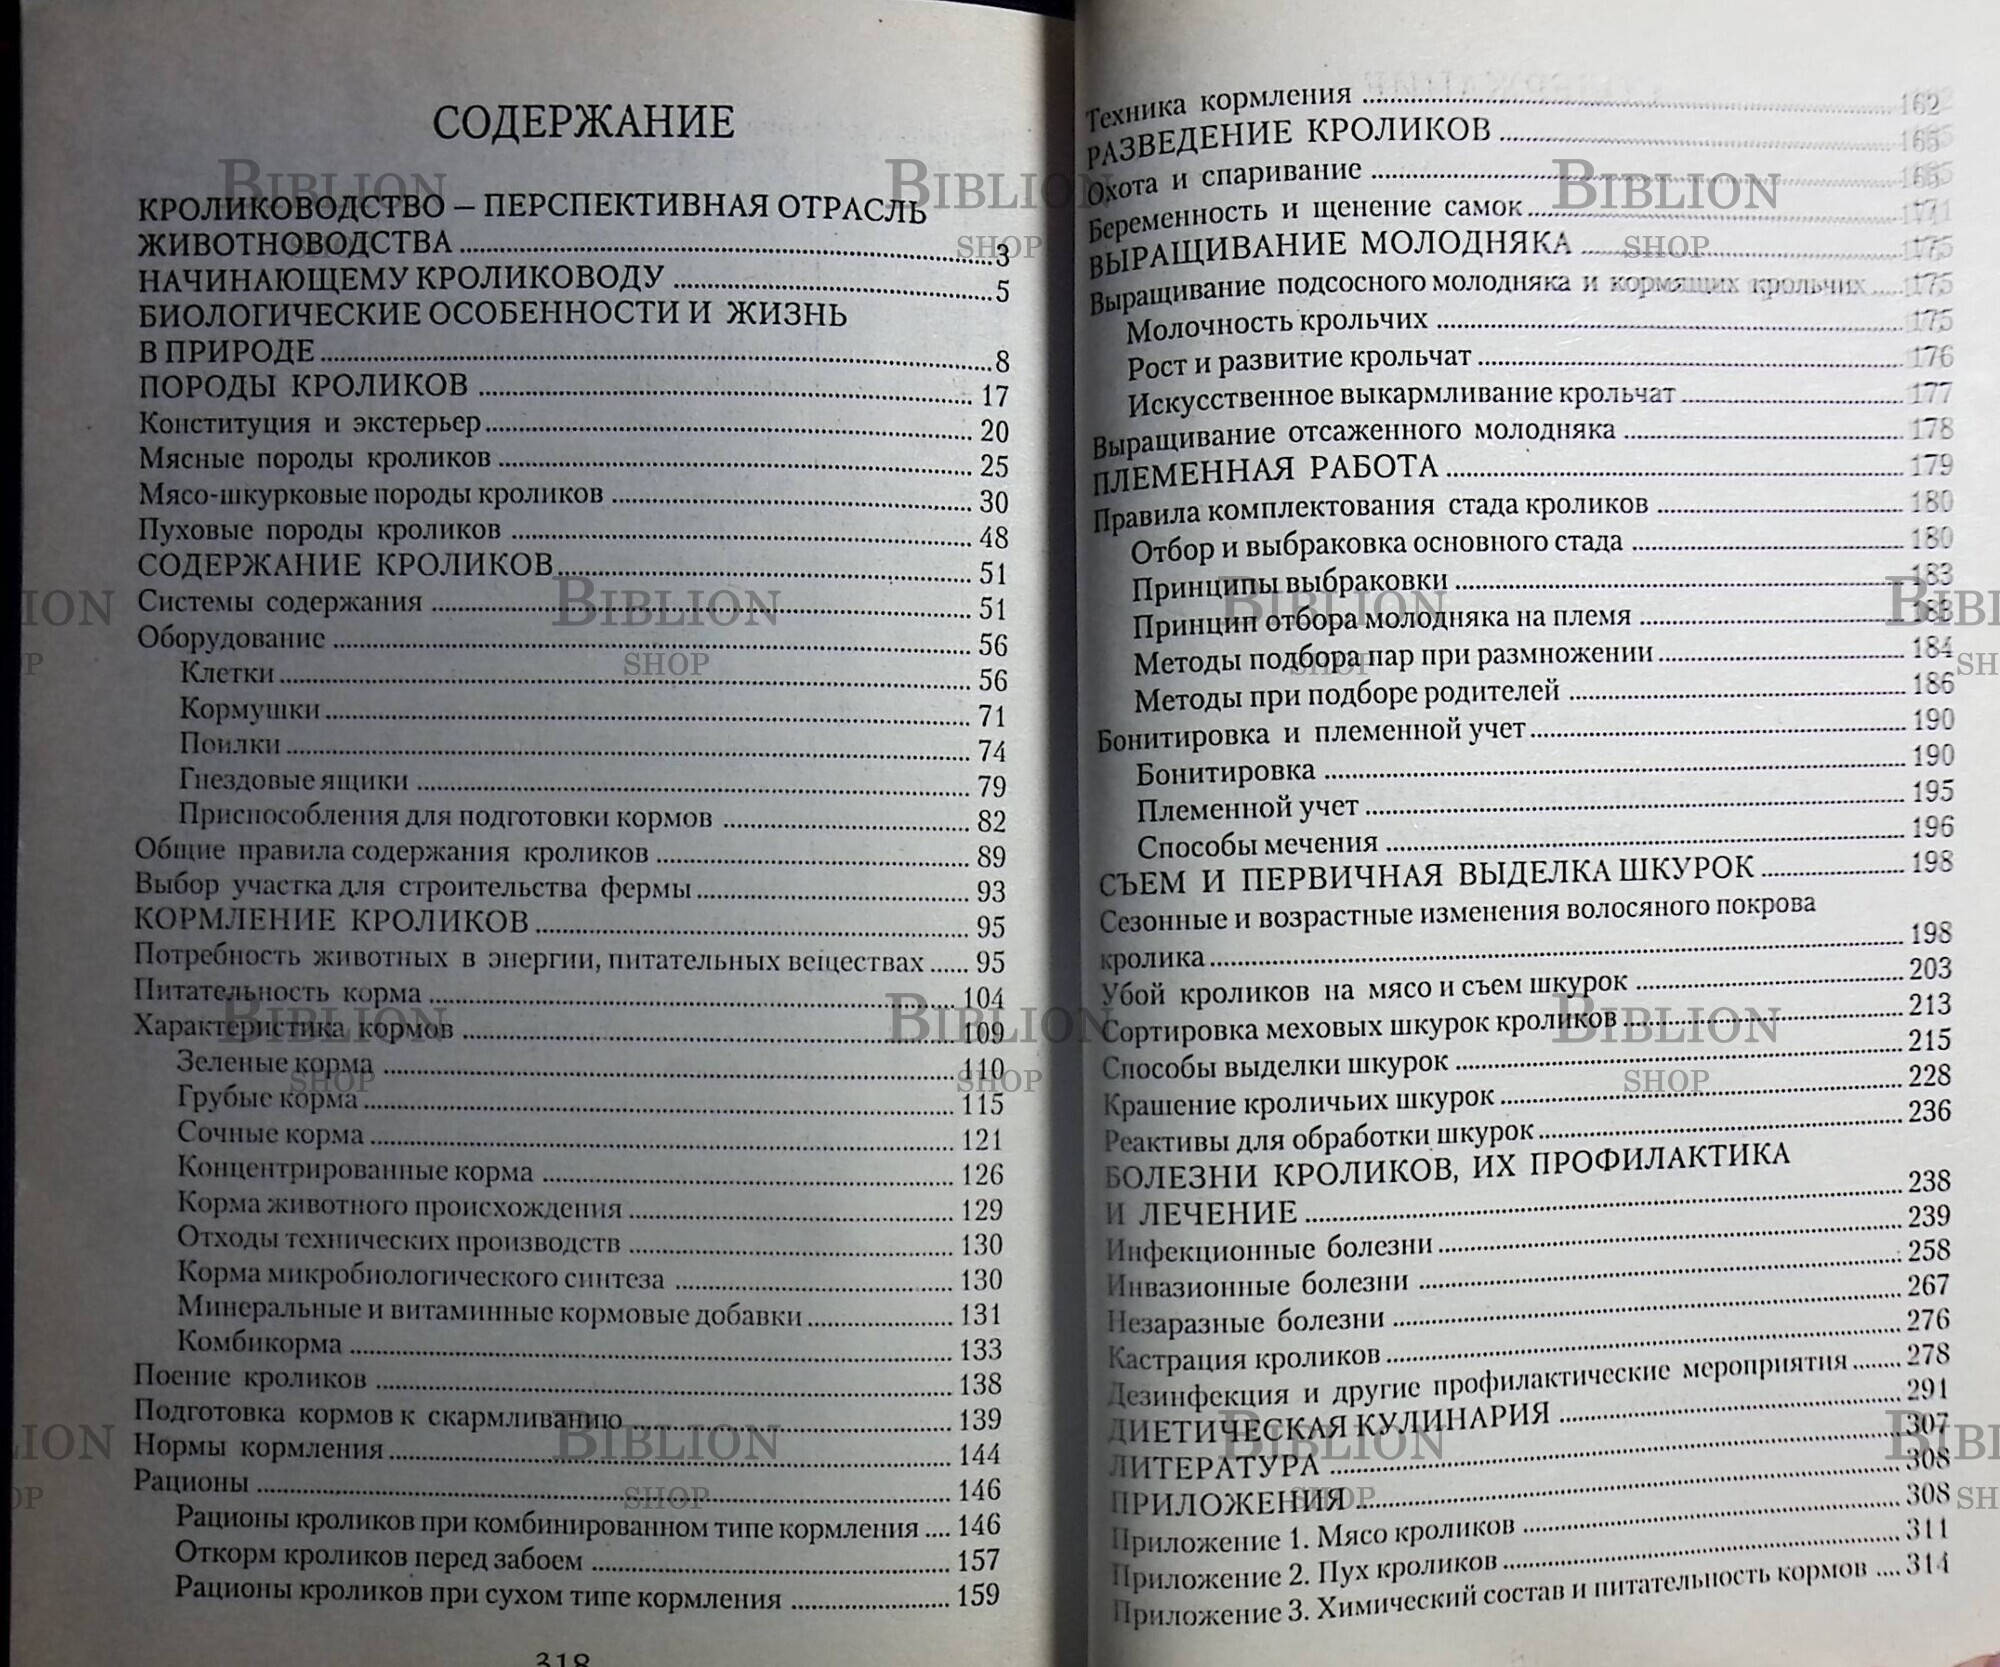 СОДЕРЖАНИЕ
КРОЛИКОВОДСТВО – ПЕРСПЕКТИВНАЯ ОТРАСЛЬ
ЖИВОТНОВОДСТВА 3
НАЧИНАЮЩЕМУ КРОЛИКОВОДУ 5
БИОЛОГИЧЕСКИЕ ОСОБЕННОСТИ И ЖИЗНЬ
В ПРИРОДЕ 8
ПОРОДЫ КРОЛИКОВ 17
Конституция и экстерьер 20
Мясные породы кроликов 25
Мясо-шкурковые породы кроликов 30
Пуховые породы кроликов 48
СОДЕРЖАНИЕ КРОЛИКОВ 51
Системы содержания 51
Оборудование 56
Клетки 56
Кормушки 71
Поилки 74
Гнездовые ящики 79
Приспособления для подготовки кормов 82
Общие правила содержания кроликов 89
Выбор участка для строительства фермы 93
КОРМЛЕНИЕ КРОЛИКОВ 95
Потребность животных в энергии, питательных веществах 95
Питательность корма 104
Характеристика кормов 109
Зеленые корма 110
Грубые корма 115
Сочные корма 121
Концентрированные корма 126
Корма животного происхождения 129
Отходы технических производств 130
Корма микробиологического синтеза 130
Минеральные и витаминные кормовые добавки 131
Комбикорма 133
Поение кроликов 138
Подготовка кормов к скармливанию 139
Нормы кормления 144
Рационы 146
Рационы кроликов при комбинированном типе кормления 146
Откорм кроликов перед забоем 157
Рационы кроликов при сухом типе кормления 159
318
Техника кормления 162
РАЗВЕДЕНИЕ КРОЛИКОВ 165
Охота и спаривание 165
Беременность и щенение самок 171
ВЫРАЩИВАНИЕ МОЛОДНЯКА 175
Выращивание подсосного молодняка и кормящих крольчих 175
Молочность крольчих 175
Рост и развитие крольчат 176
Искусственное выкармливание крольчат 177
Выращивание отсаженного молодняка 178
ПЛЕМЕННАЯ РАБОТА 179
Правила комплектования стада кроликов 180
Отбор и выбраковка основного стада 180
Принципы выбраковки 183
Принцип отбора молодняка на племя 183
Методы подбора пар при размножении 184
Методы при подборе родителей 186
Бонитировка и племенной учет 190
Бонитировка 190
Племенной учет 195
Способы мечения 196
СЪЕМ И ПЕРВИЧНАЯ ВЫДЕЛКА ШКУРОК 198
Сезонные и возрастные изменения волосяного покрова
кролика 198
Убой кроликов на мясо и съем шкурок 203
Сортировка меховых шкурок кроликов 213
Способы выделки шкурок 215
Крашение кроличьих шкурок 228
Реактивы для обработки шкурок 236
БОЛЕЗНИ КРОЛИКОВ, ИХ ПРОФИЛАКТИКА
И ЛЕЧЕНИЕ 238
Инфекционные болезни 239
Инвазионные болезни 258
Незаразные болезни 267
Кастрация кроликов 276
Дезинфекция и другие профилактические мероприятия 278
ДИЕТИЧЕСКАЯ КУЛИНАРИЯ 291
ЛИТЕРАТУРА 307
ПРИЛОЖЕНИЯ 308
Приложение 1. Мясо кроликов 308
Приложение 2. Пух кроликов 311
Приложение 3. Химический состав и питательность кормов 314
BIBLION SHOP